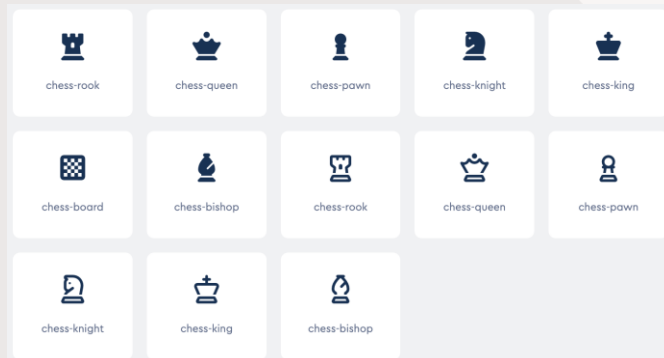 chess-rook
chess-queen
chess-pawn
chess-knight
chess-king
chess-board
chess-bishop
chess-rook
chess-queen
chess-pawn
chess-knight
chess-king
chess-bishop